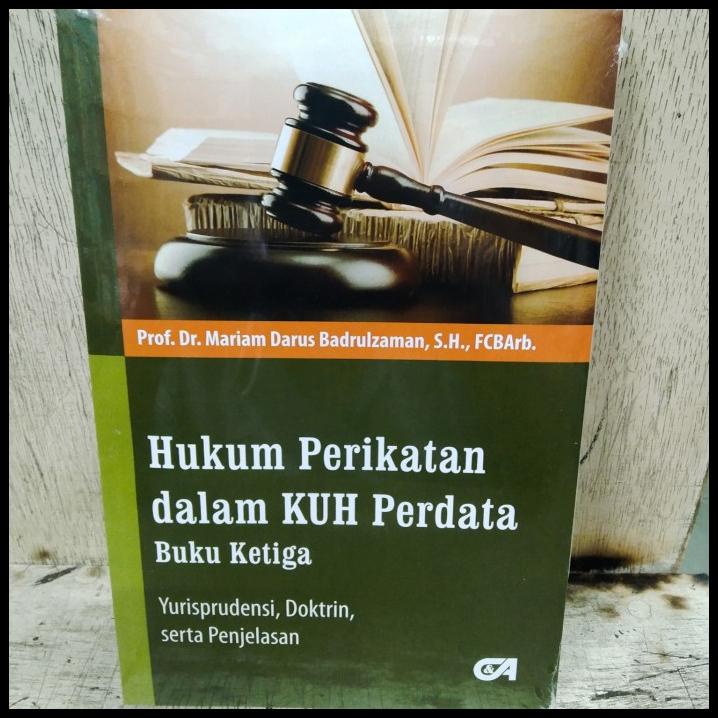 Prof. Dr. Mariam Darus Badrulzaman, S.H., FCBArb.
Hukum Perikatan
dalam KUH Perdata
Buku Ketiga
Yurisprudensi, Doktrin,
serta Penjelasan
C&A